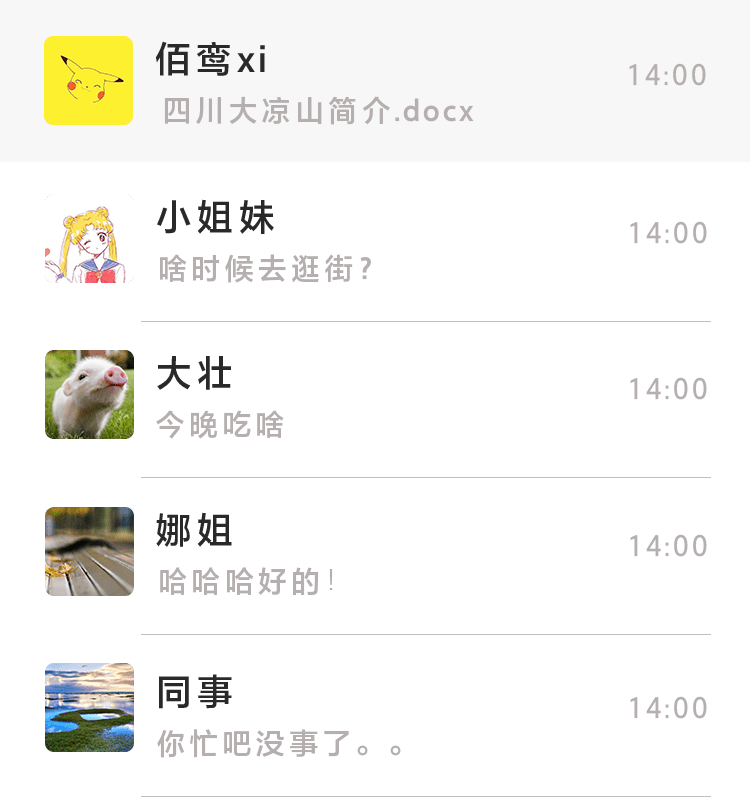 佰鸾xi
14:00
四川大凉山简介.docx
小姐妹
14:00
啥时候去逛街?
大壮
14:00
今晚吃啥
娜姐
14:00
哈哈哈好的!
同事
14:00
你忙吧没事了。。